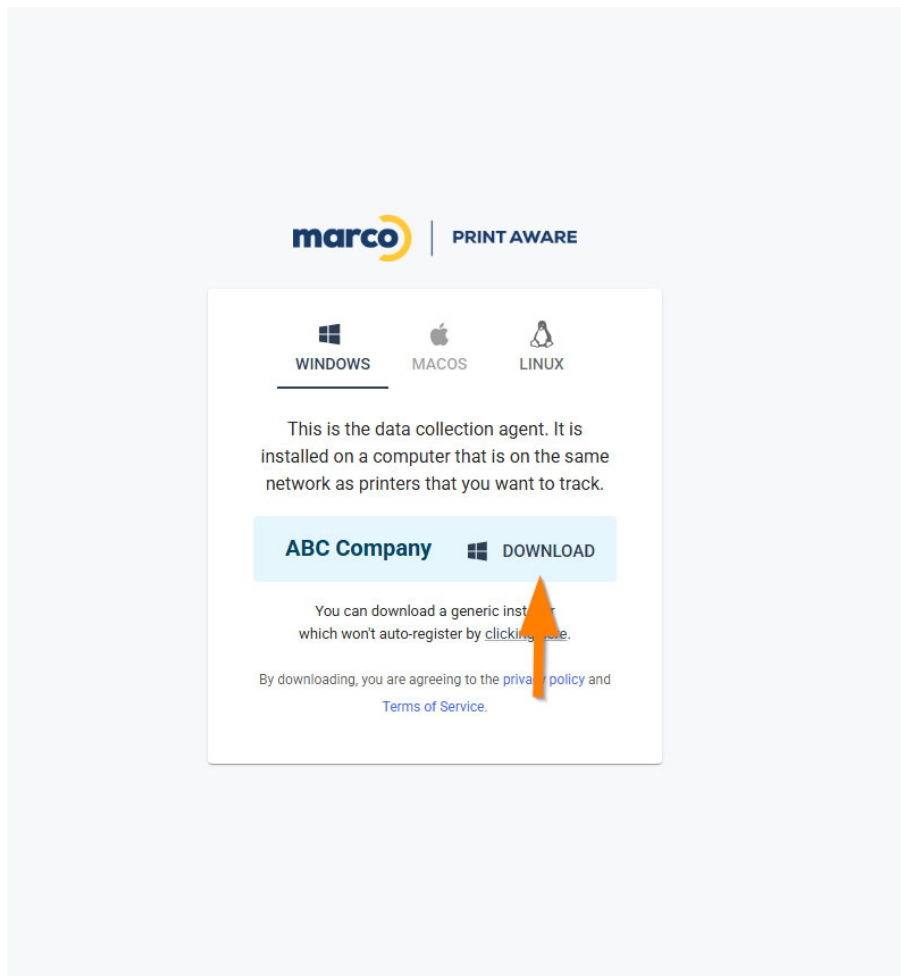 marco | PRINT AWARE
WINDOWS MACOS LINUX
This is the data collection agent. It is
installed on a computer that is on the same
network as printers that you want to track.
ABC Company DOWNLOAD
You can download a generic
which won't auto-register by clicking here.
By downloading, you are agreeing to the privacy policy and
Terms of Service.